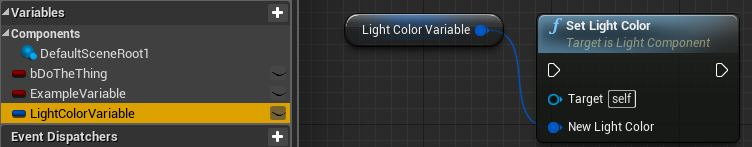 Variables
Components
DefaultSceneRoot1
bDoTheThing
ExampleVariable
LightColorVariable
Event Dispatchers
Light Color Variable
f Set Light Color
Target is Light Component
Target self
New Light Color